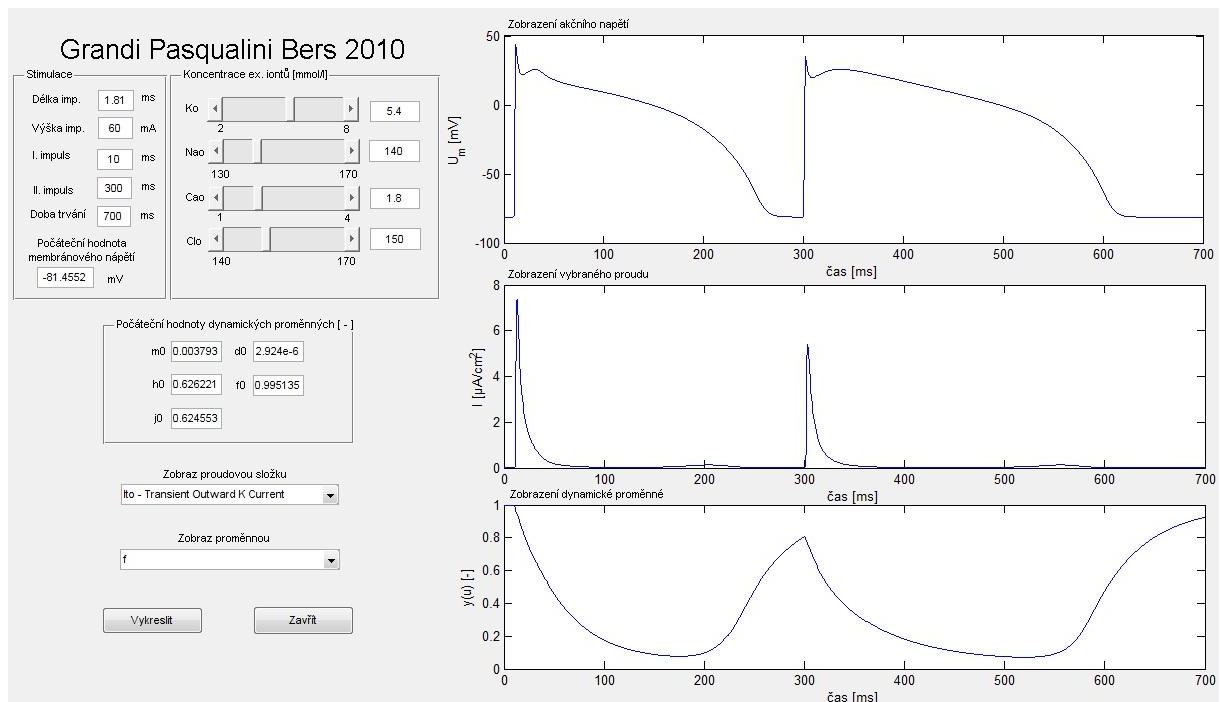 Grandi Pasqualini Bers 2010
Stimulace
Délka imp. 1.81 ms
Výška imp. 60 mA
I. impuls 10 ms
II. impuls 300 ms
Doba trvání 700 ms
Počáteční hodnota
membránového nápětí
-81.4552 mV
Koncentrace ex. iontů [mmol/l]
Ko 5.4
2 8
Nao 140
130 170
Cao 1.8
1 4
Clo 150
140 170
Počáteční hodnoty dynamických proměnných [ - ]
m0 0.003793 d0 2.924e-6
h0 0.626221 f0 0.995135
j0 0.624553
Zobraz proudovou složku
Ito - Transient Outward K Current
Zobraz proměnnou
f
Vykreslit Zavřít
Zobrazení akčního napětí
50
0
-50
-100
Um [mV]
0 100 200 300 400 500 600 700
čas [ms]
Zobrazení vybraného proudu
8
6
4
2
0
I [µA/cm2]
0 100 200 300 400 500 600 700
čas [ms]
Zobrazení dynamické proměnné
1
0.8
0.6
0.4
0.2
0
y(u) [-]
0 100 200 300 400 500 600 700
čas [ms]